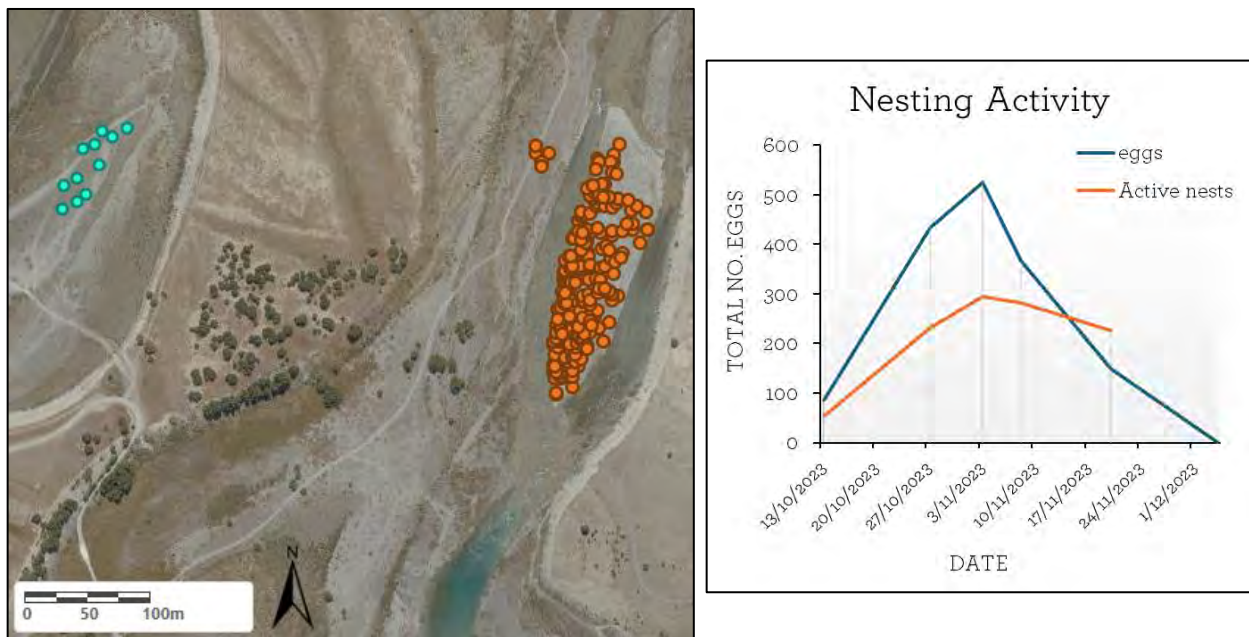 N
0 50 100m
Nesting Activity
eggs
Active nests
TOTAL NO. EGGS
600
500
400
300
200
100
0
13/10/2023
20/10/2023
27/10/2023
3/11/2023
10/11/2023
17/11/2023
24/11/2023
1/12/2023
DATE